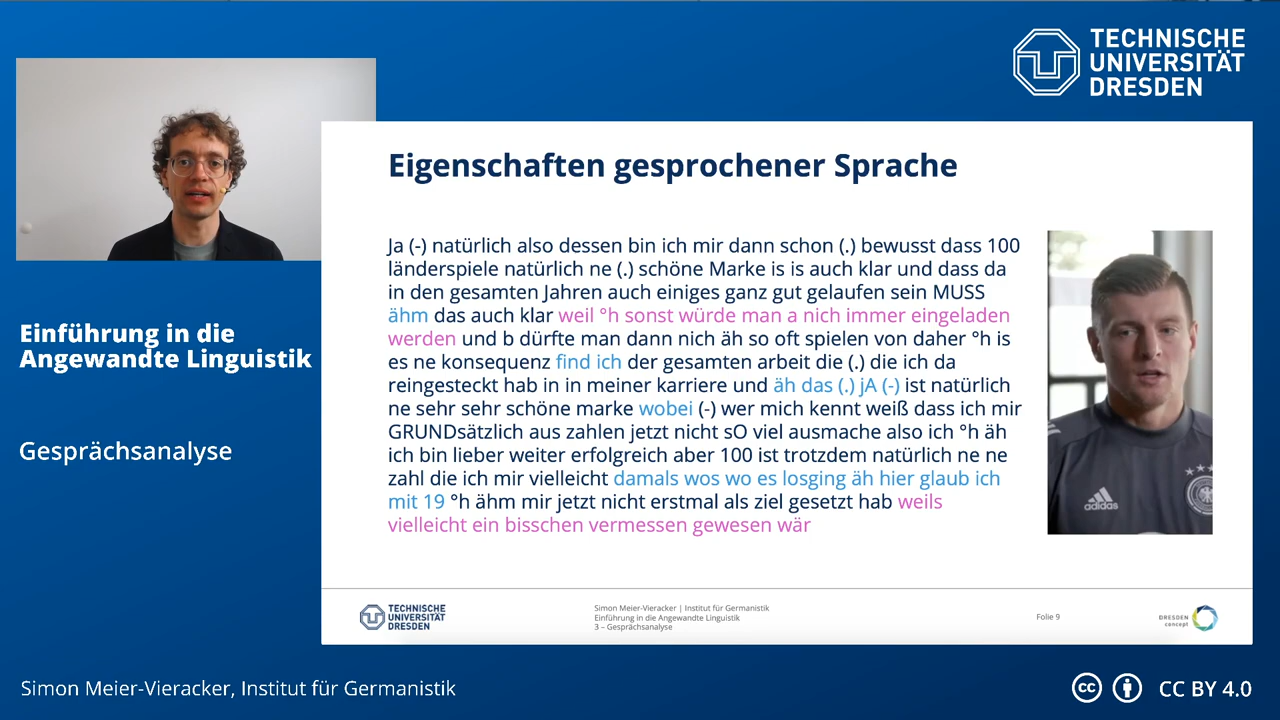 TECHNISCHE
UNIVERSITÄT
DRESDEN
Eigenschaften gesprochener Sprache
Ja (-) natürlich also dessen bin ich mir dann schon (.) bewusst dass 100
länderspiele natürlich ne (.) schöne Marke is is auch klar und dass da
in den gesamten Jahren auch einiges ganz gut gelaufen sein MUSS
ähm das auch klar weil °h sonst würde man a nich immer eingeladen
werden und b dürfte man dann nich äh so oft spielen von daher °h is
es ne konsequenz find ich der gesamten arbeit die (.) die ich da
reingesteckt hab in in meiner karriere und äh das (.) jA (-) ist natürlich
ne sehr sehr schöne marke wobei (-) wer mich kennt weiß dass ich mir
GRUNDsätzlich aus zahlen jetzt nicht sO viel ausmache also ich °h äh
ich bin lieber weiter erfolgreich aber 100 ist trotzdem natürlich ne ne
zahl die ich mir vielleicht damals wos wo es losging äh hier glaub ich
mit 19 °h ähm mir jetzt nicht erstmal als ziel gesetzt hab weils
vielleicht ein bisschen vermessen gewesen wär
adidas
Einführung in die
Angewandte Linguistik
Gesprächsanalyse
TECHNISCHE
UNIVERSITÄT
DRESDEN
Simon Meier-Vieracker | Institut für Germanistik
Einführung in die Angewandte Linguistik
3 – Gesprächsanalyse
Folie 9
DRESDEN
concept
Simon Meier-Vieracker, Institut für Germanistik
cc
CC BY 4.0